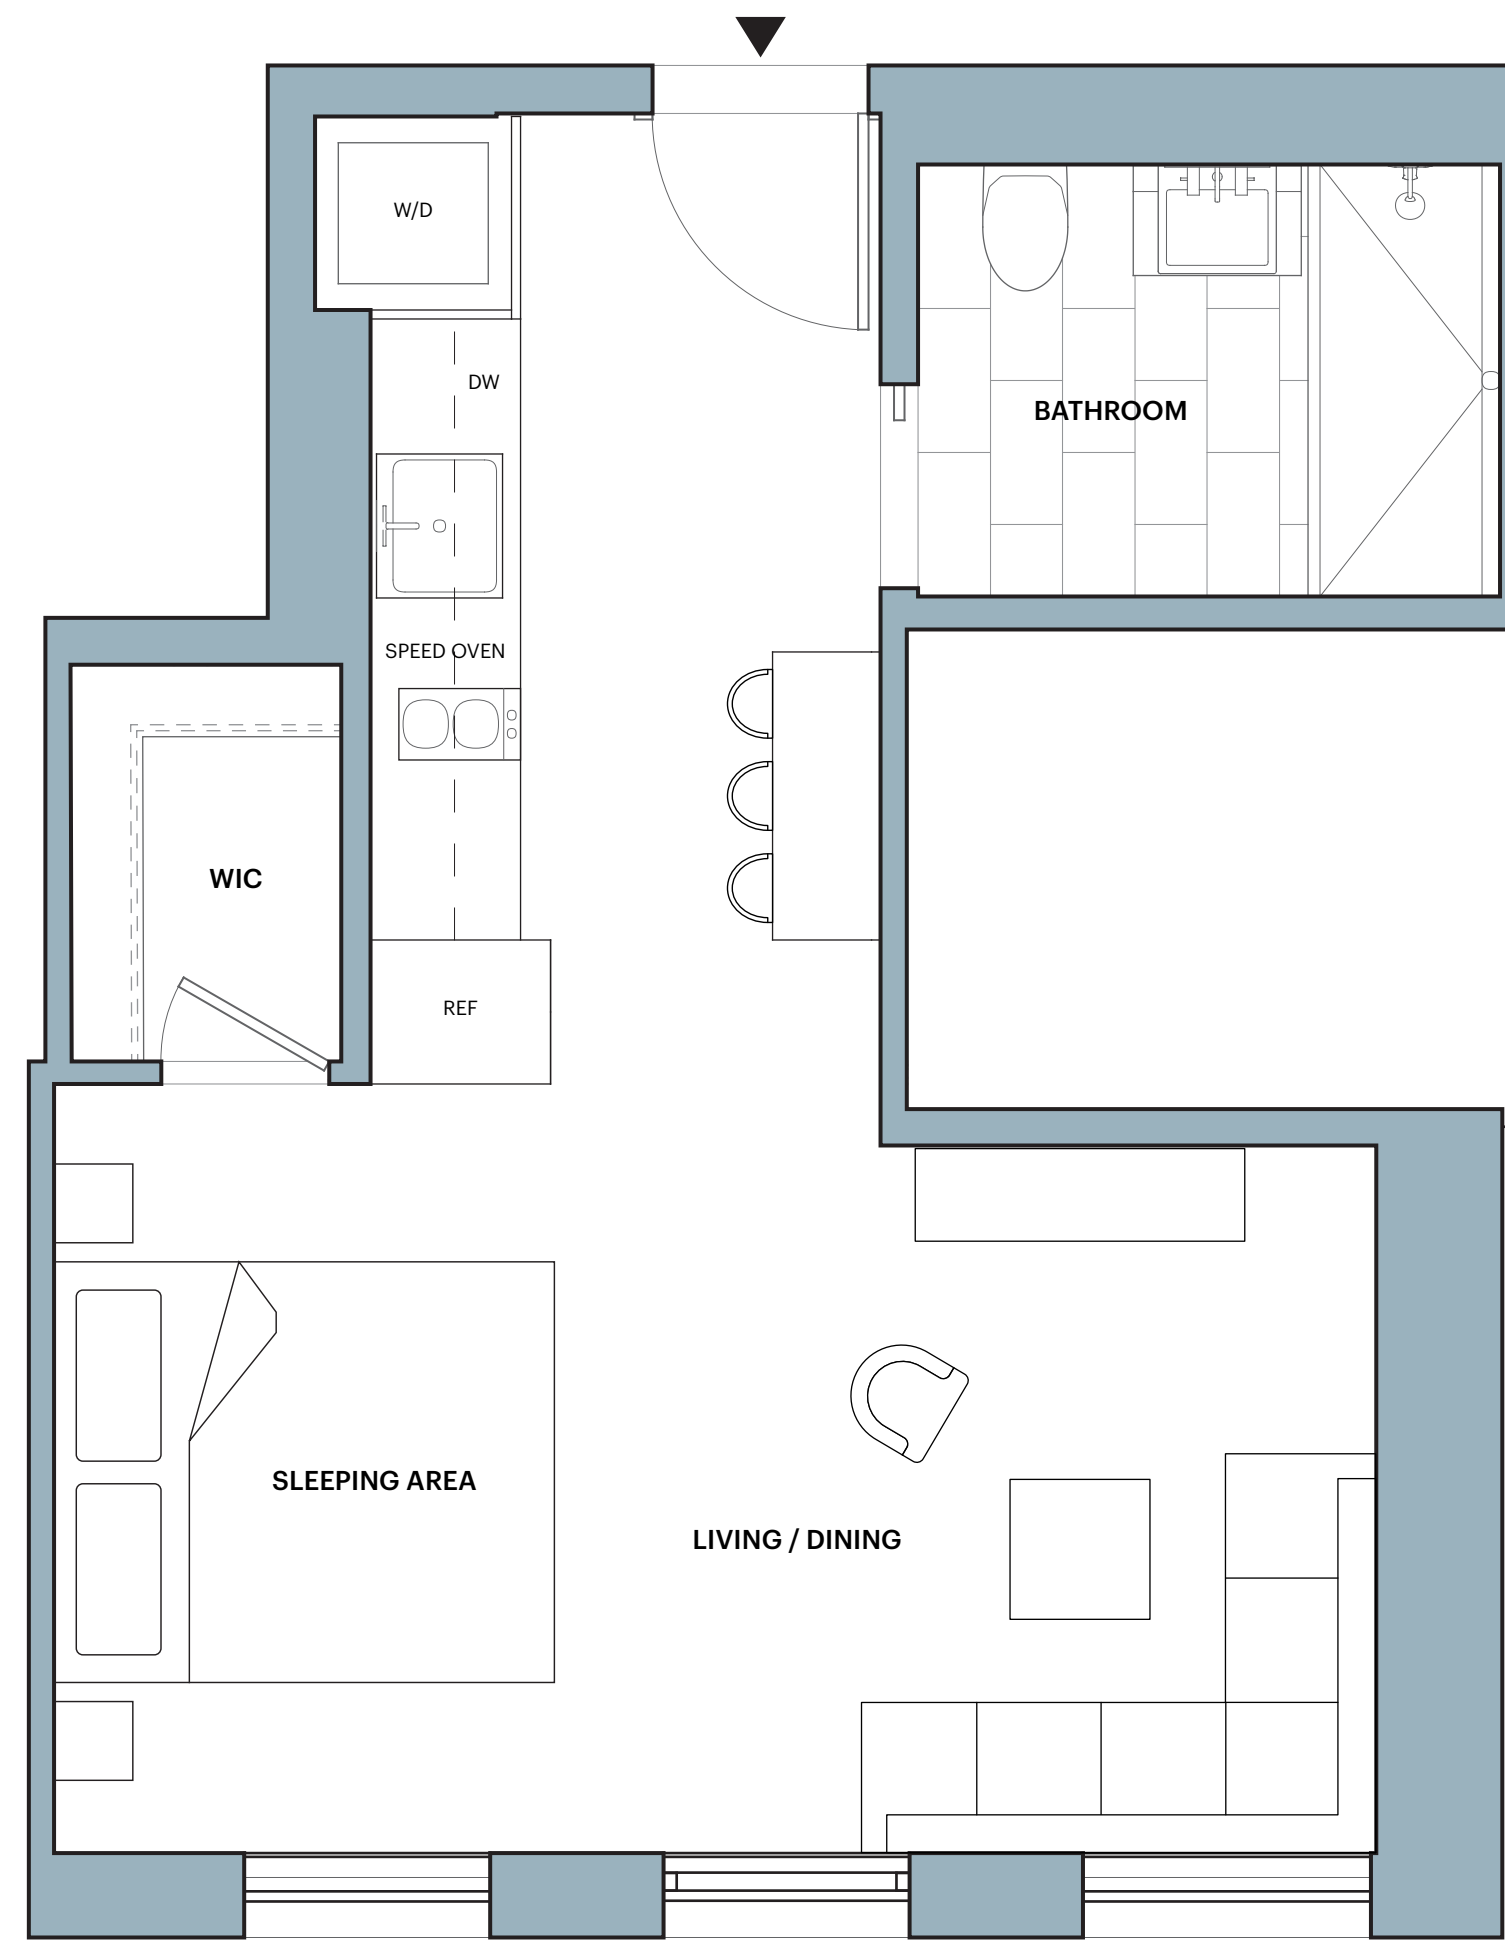 W/D
DW
BATHROOM
SPEED OVEN
WIC
REF
SLEEPING AREA
LIVING / DINING